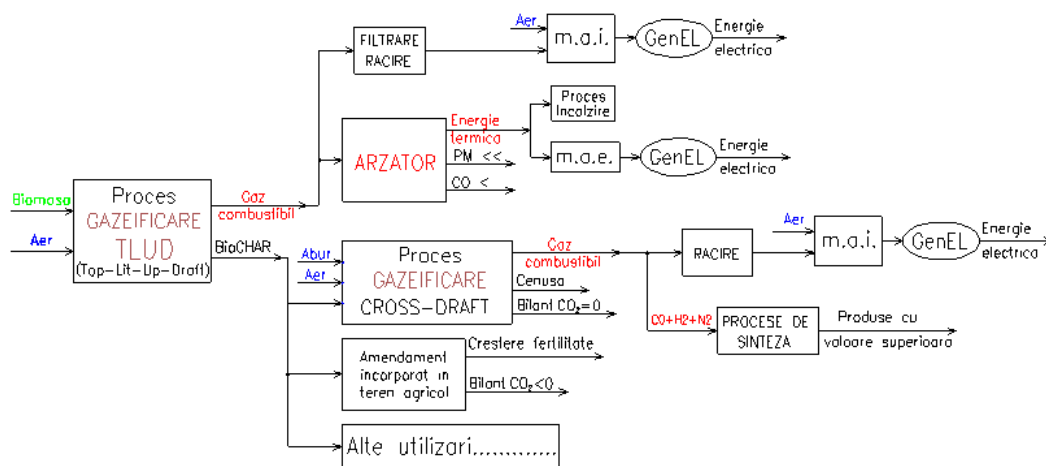 Aer
m.a.i.
GenEL
Energie
electrica
FILTRARE
RACIRE
Proces
Incalzire
Energie
termica
ARZATOR
PM <<
CO <
m.a.e.
GenEL
Energie
electrica
Biomasa
Aer
Proces
GAZEIFICARE
TLUD
(Top-Lit-Up-Draft)
Gaz
combustibil
BioCHAR
Abur
Aer
Proces
GAZEIFICARE
CROSS-DRAFT
Gaz
combustibil
Cenusa
Bilant CO2=0
RACIRE
Aer
m.a.i.
GenEL
Energie
electrica
CO+H2+N2
PROCESE DE
SINTEZA
Produse cu
valoare superioară
Amendament
incorporat in
teren agricol
Crestere fertilitate
Bilant CO2<0
Alte utilizari.............